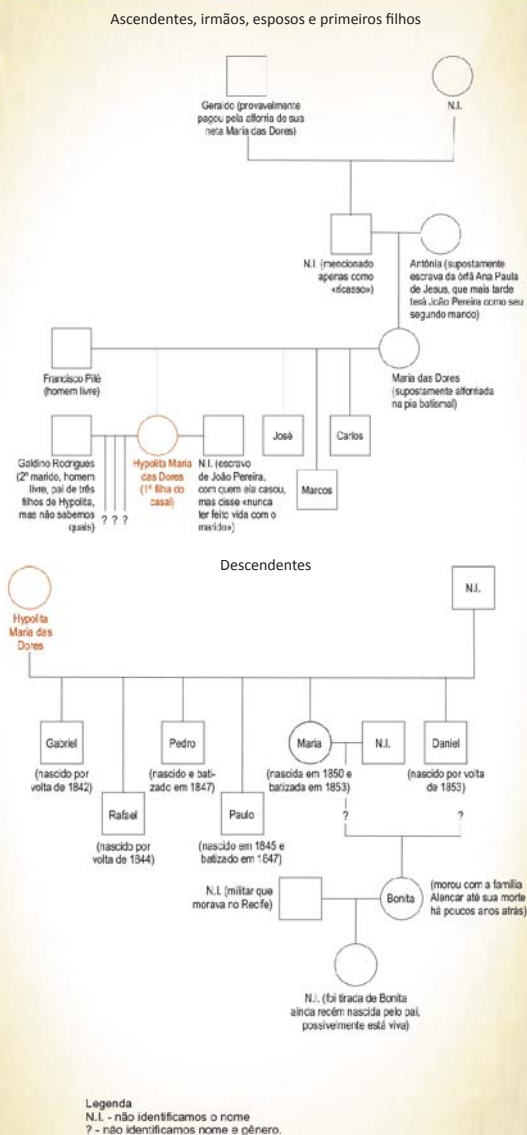 Ascendentes, irmãos, esposos e primeiros filhos
Geraldo (provavelmente
pagou pela alforria de sua
neta Maria das Dores)
N.I.
N.I. (mencionado
apenas como
«ricasso»)
Antônia (supostamente
escrava da órfã Ana Paula
de Jesus, que mais tarde
terá João Pereira como seu
segundo marido)
Francisco Pilé
(homem livre)
Maria das Dores
(supostamente alforriada
na pia batismal)
Galdino Rodrigues
(2º marido, homem
livre, pai de três
filhos de Hypolita,
mas não sabemos
quais)
? ? ?
Hypolita Maria
das Dores
(1ª filha do
casal)
N.I. (escravo
de João Pereira,
com quem ela casou,
mas disse «nunca
ter feito vida com o
marido»)
José
Marcos
Carlos
Descendentes
Hypolita
Maria das
Dores
N.I.
Gabriel
(nascido por
volta de 1842)
Rafael
(nascido por
volta de 1844)
Pedro
(nascido e bati-
zado em 1847)
Paulo
(nascido em 1845 e
batizado em 1847)
Maria
(nascida em 1850 e
batizada em 1853)
N.I.
Daniel
(nascido por volta
de 1853)
?
?
N.I. (militar que
morava no Recife)
Bonita
(morou com a família
Alencar até sua morte
há poucos anos atrás)
N.I. (foi tirada de Bonita
ainda recém nascida pelo pai,
possivelmente está viva)
Legenda
N.I. - não identificamos o nome
? - não identificamos nome e gênero.